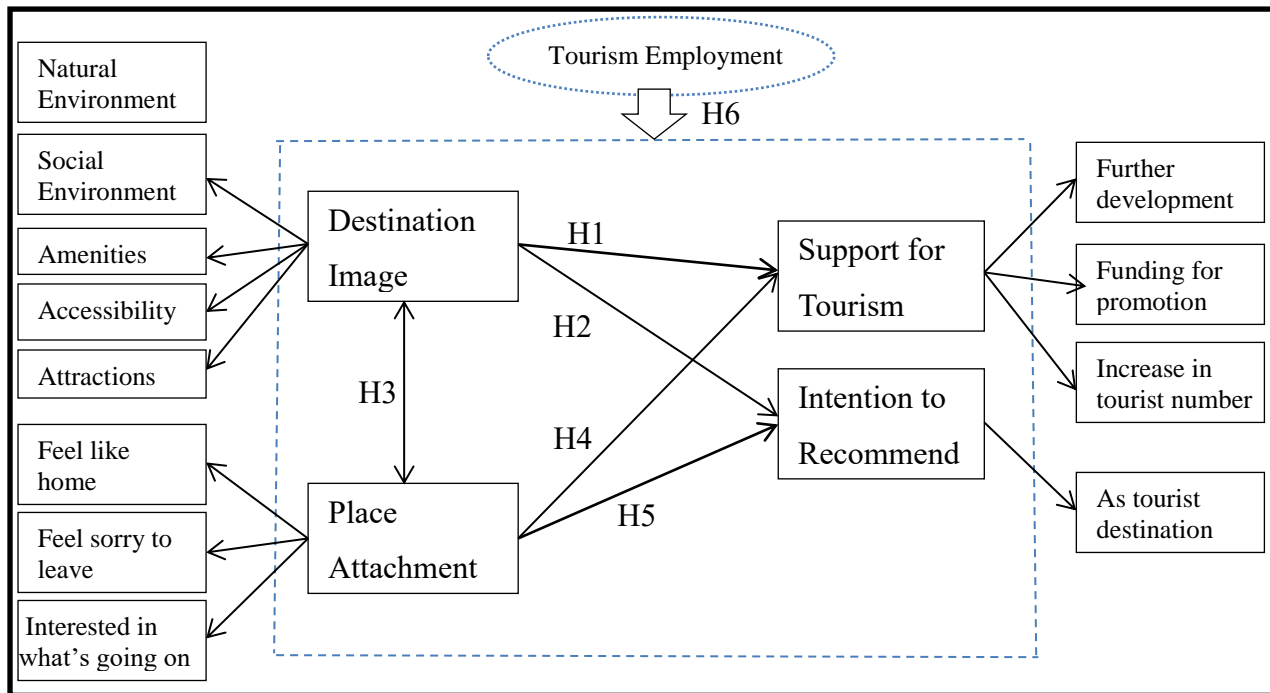 Natural
Environment
Social
Environment
Amenities
Accessibility
Attractions
Feel like
home
Feel sorry to
leave
Interested in
what's going on
Tourism Employment
H6
Destination
Image
H1
H2
H3
H4
H5
Place
Attachment
Support for
Tourism
Intention to
Recommend
Further
development
Funding for
promotion
Increase in
tourist number
As tourist
destination